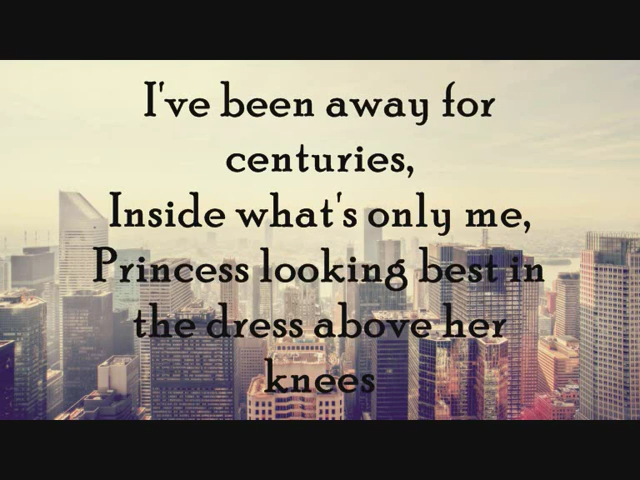 I've been away for
centuries,
Inside what's only me,
Princess looking best in
the dress above her
knees